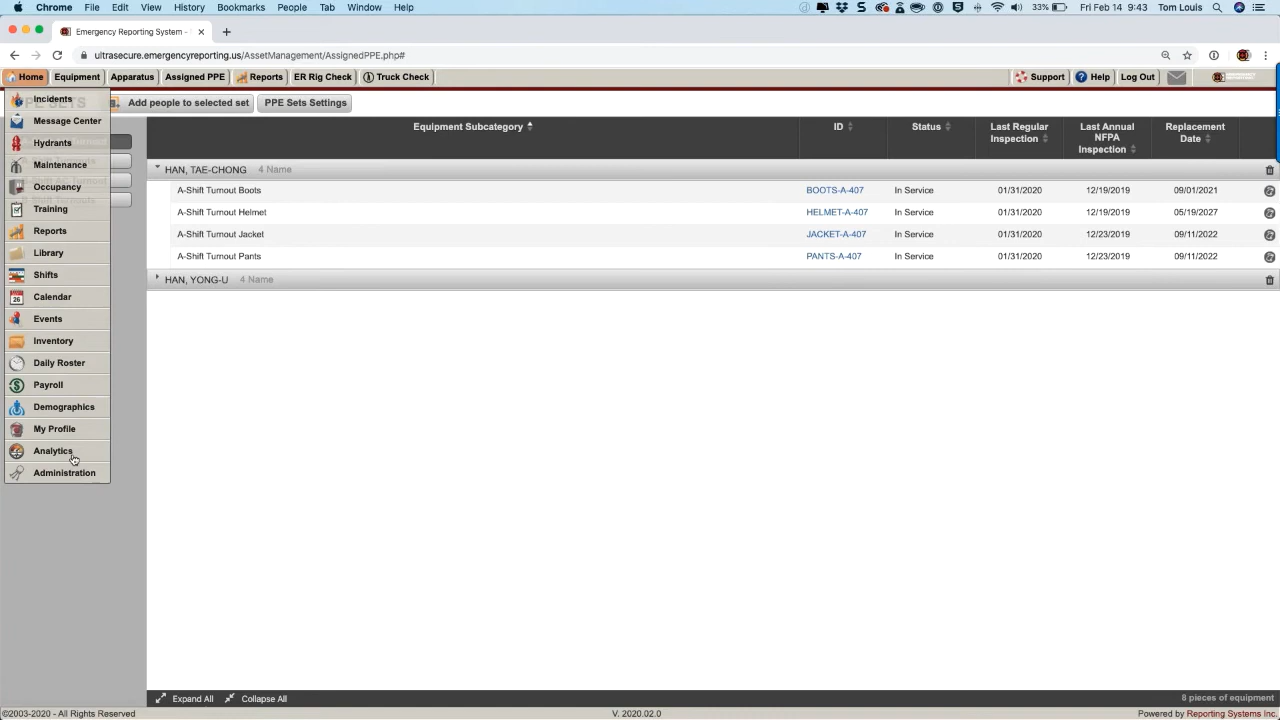 Chrome File Edit View History Bookmarks People Tab Window Help 33% Fri Feb 14 9:43 Tom Louis
Emergency Reporting System -
ultrasecure.emergencyreporting.us/AssetManagement/AssignedPPE.php#
Home Equipment Apparatus Assigned PPE Reports ER Rig Check Truck Check Support Help Log Out
Add people to selected set PPE Sets Settings
Incidents
Message Center
Hydrants
Maintenance
Occupancy
Training
Reports
Library
Shifts
Calendar
26
Events
Inventory
Daily Roster
Payroll
Demographics
My Profile
Analytics
Administration
Equipment Subcategory ID Status Last Regular Inspection Last Annual NFPA Inspection Replacement Date
HAN, TAE-CHONG 4 Name
A-Shift Turnout Boots BOOTS-A-407 In Service 01/31/2020 12/19/2019 09/01/2021
A-Shift Turnout Helmet HELMET-A-407 In Service 01/31/2020 12/19/2019 05/19/2027
A-Shift Turnout Jacket JACKET-A-407 In Service 01/31/2020 12/23/2019 09/11/2022
A-Shift Turnout Pants PANTS-A-407 In Service 01/31/2020 12/23/2019 09/11/2022
HAN, YONG-U 4 Name
Expand All Collapse All 6 pieces of equipment
©2003-2020 - All Rights Reserved V. 2020.02.0 Powered by Reporting Systems Inc.